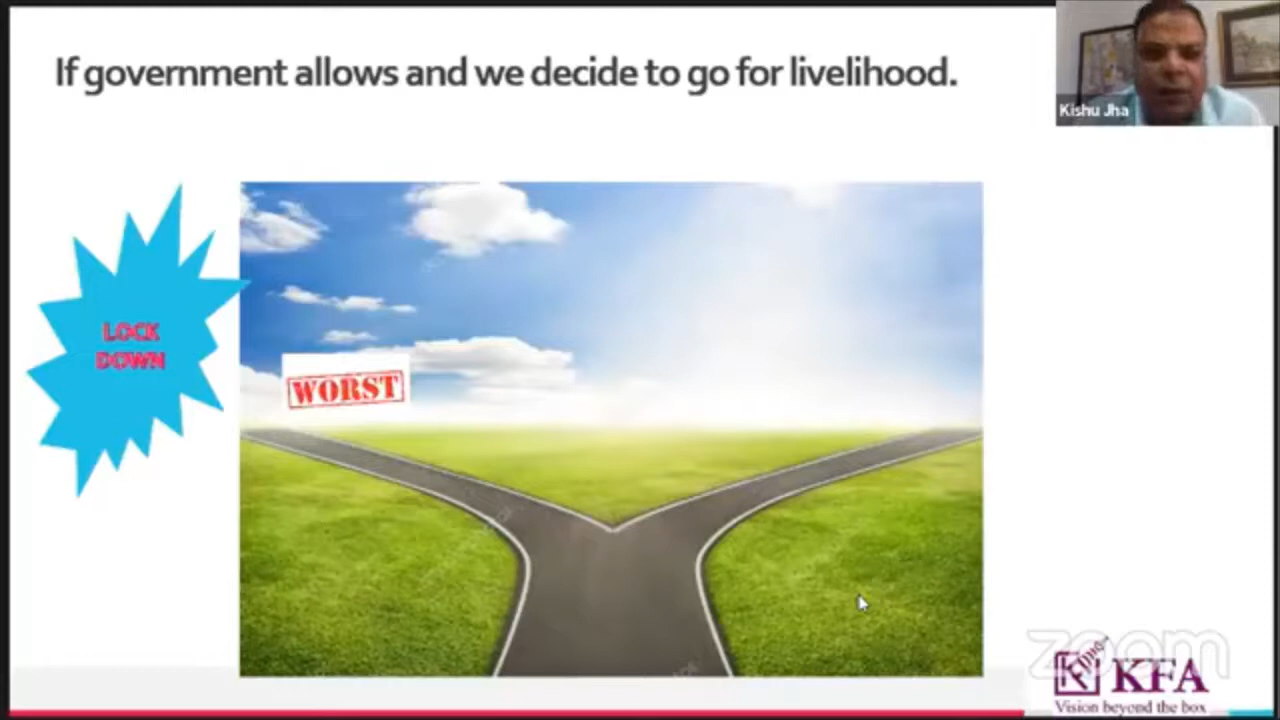 If government allows and we decide to go for livelihood.
Kishu Jha
LOCK
DOWN
WORST
zoom
KFA
Vision beyond the box